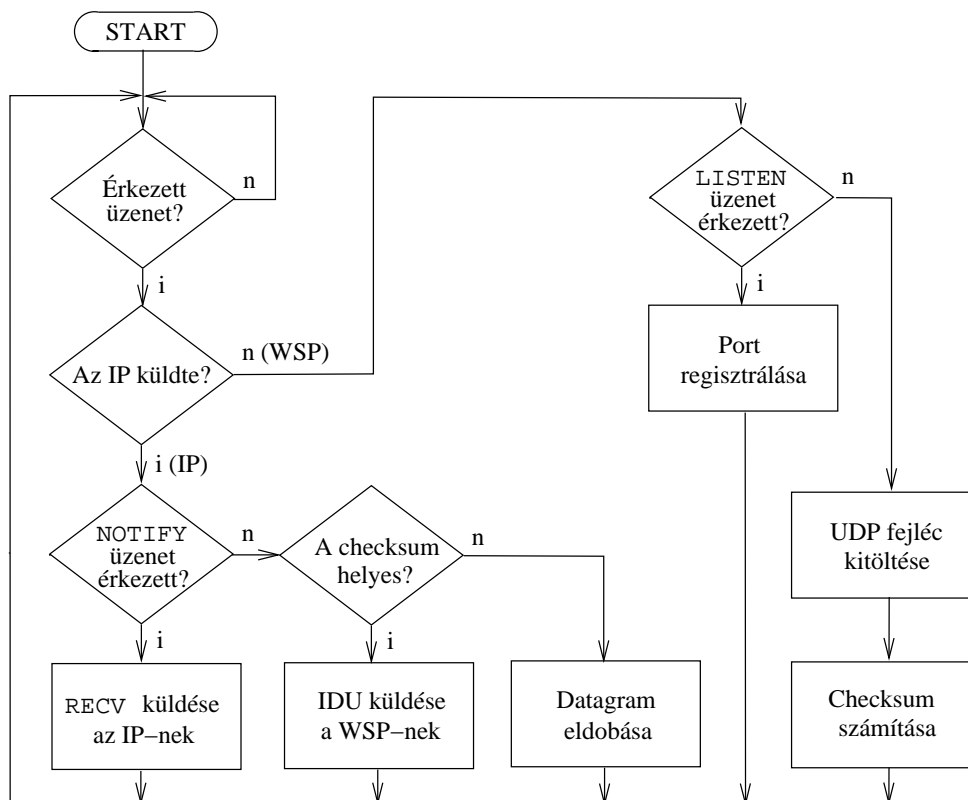 START
Érkezett
üzenet?
n
i
Az IP küldte?
n (WSP)
i (IP)
NOTIFY
üzenet
érkezett?
n
i
A checksum
helyes?
n
i
RECV küldése
az IP−nek
IDU küldése
a WSP−nek
Datagram
eldobása
LISTEN
üzenet
érkezett?
n
i
Port
regisztrálása
UDP fejléc
kitöltése
Checksum
számítása